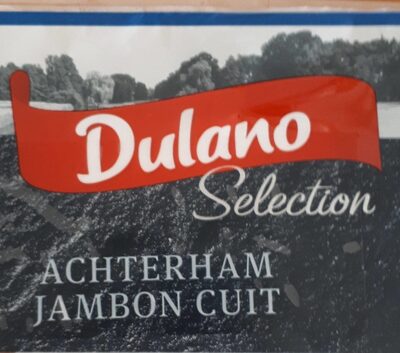 Dulano
Selection
ACHTERHAM
JAMBON CUIT